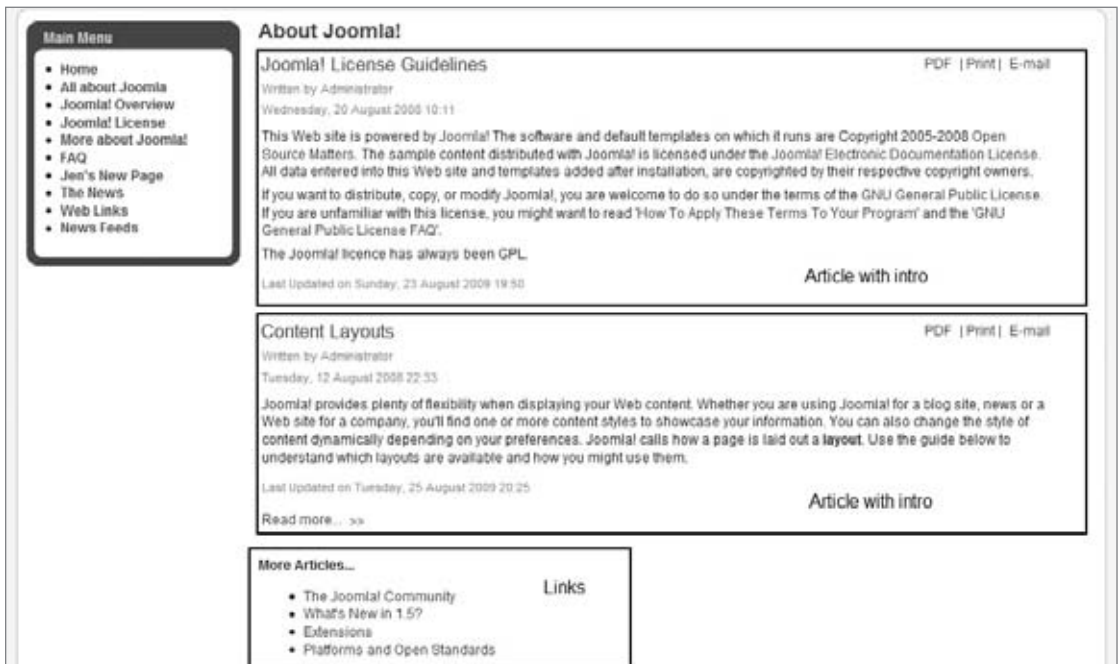 Main Menu
Home
All about Joomla
Joomla! Overview
Joomla! License
More about Joomla!
FAQ
Jen's New Page
The News
Web Links
News Feeds
About Joomla!
Joomla! License Guidelines
PDF | Print | E-mail
Written by Administrator
Wednesday, 20 August 2008 10:11
This Web site is powered by Joomla! The software and default templates on which it runs are Copyright 2005-2008 Open
Source Matters. The sample content distributed with Joomla! is licensed under the Joomla! Electronic Documentation License.
All data entered into this Web site and templates added after installation, are copyrighted by their respective copyright owners.
If you want to distribute, copy, or modify Joomla!, you are welcome to do so under the terms of the GNU General Public License.
If you are unfamiliar with this license, you might want to read 'How To Apply These Terms To Your Program' and the 'GNU
General Public License FAQ'.
The Joomla! licence has always been GPL.
Last Updated on Sunday, 23 August 2009 19:50
Article with intro
Content Layouts
PDF | Print | E-mail
Written by Administrator
Tuesday, 12 August 2008 22:33
Joomla! provides plenty of flexibility when displaying your Web content. Whether you are using Joomla! for a blog site, news or a
Web site for a company, you'll find one or more content styles to showcase your information. You can also change the style of
content dynamically depending on your preferences. Joomla! calls how a page is laid out a layout. Use the guide below to
understand which layouts are available and how you might use them.
Last Updated on Tuesday, 25 August 2009 20:25
Article with intro
Read more... >>
More Articles...
Links
The Joomla! Community
What's New in 1.5?
Extensions
Platforms and Open Standards